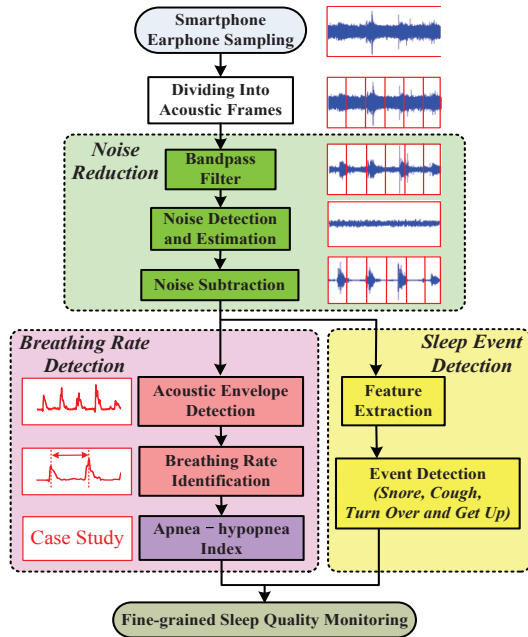 Smartphone
Earphone Sampling
Dividing Into
Acoustic Frames
Noise
Reduction
Bandpass
Filter
Noise Detection
and Estimation
Noise Subtraction
Breathing Rate
Detection
Acoustic Envelope
Detection
Breathing Rate
Identification
Case Study
Apnea – hypopnea
Index
Sleep Event
Detection
Feature
Extraction
Event Detection
(Snore, Cough,
Turn Over and Get Up)
Fine-grained Sleep Quality Monitoring